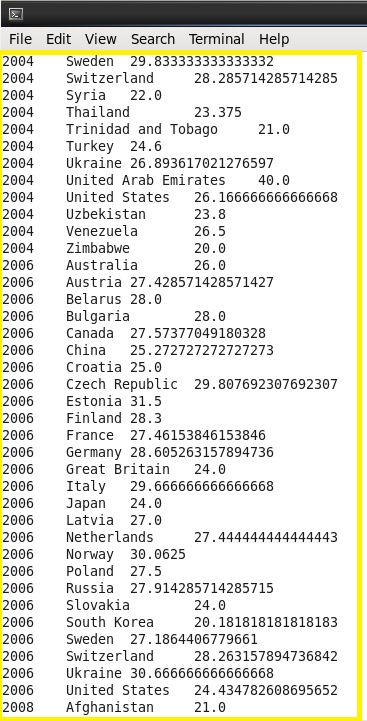 File Edit View Search Terminal Help
2004 Sweden 29.833333333333332
2004 Switzerland 28.285714285714285
2004 Syria 22.0
2004 Thailand 23.375
2004 Trinidad and Tobago 21.0
2004 Turkey 24.6
2004 Ukraine 26.893617021276597
2004 United Arab Emirates 40.0
2004 United States 26.166666666666668
2004 Uzbekistan 23.8
2004 Venezuela 26.5
2004 Zimbabwe 20.0
2006 Australia 26.0
2006 Austria 27.428571428571427
2006 Belarus 28.0
2006 Bulgaria 28.0
2006 Canada 27.57377049180328
2006 China 25.272727272727273
2006 Croatia 25.0
2006 Czech Republic 29.807692307692307
2006 Estonia 31.5
2006 Finland 28.3
2006 France 27.46153846153846
2006 Germany 28.605263157894736
2006 Great Britain 24.0
2006 Italy 29.666666666666668
2006 Japan 24.0
2006 Latvia 27.0
2006 Netherlands 27.444444444444443
2006 Norway 30.0625
2006 Poland 27.5
2006 Russia 27.914285714285715
2006 Slovakia 24.0
2006 South Korea 20.181818181818183
2006 Sweden 27.1864406779661
2006 Switzerland 28.263157894736842
2006 Ukraine 30.666666666666668
2006 United States 24.434782608695652
2008 Afghanistan 21.0